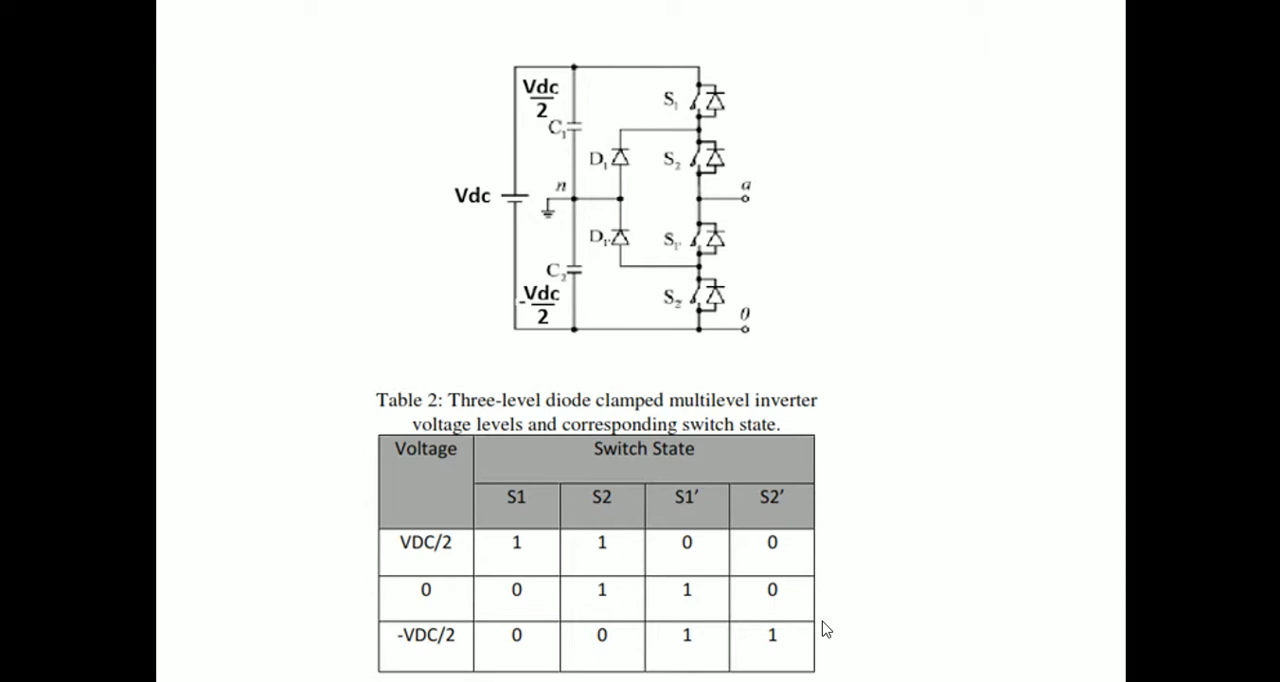 Vdc
2
C1
S1
D1
S2
n
a
Vdc
D1'
S1'
C2
-Vdc
2
S2'
0
Table 2: Three-level diode clamped multilevel inverter
voltage levels and corresponding switch state.
Voltage Switch State
S1 S2 S1′ S2′
VDC/2 1 1 0 0
0 0 1 1 0
-VDC/2 0 0 1 1